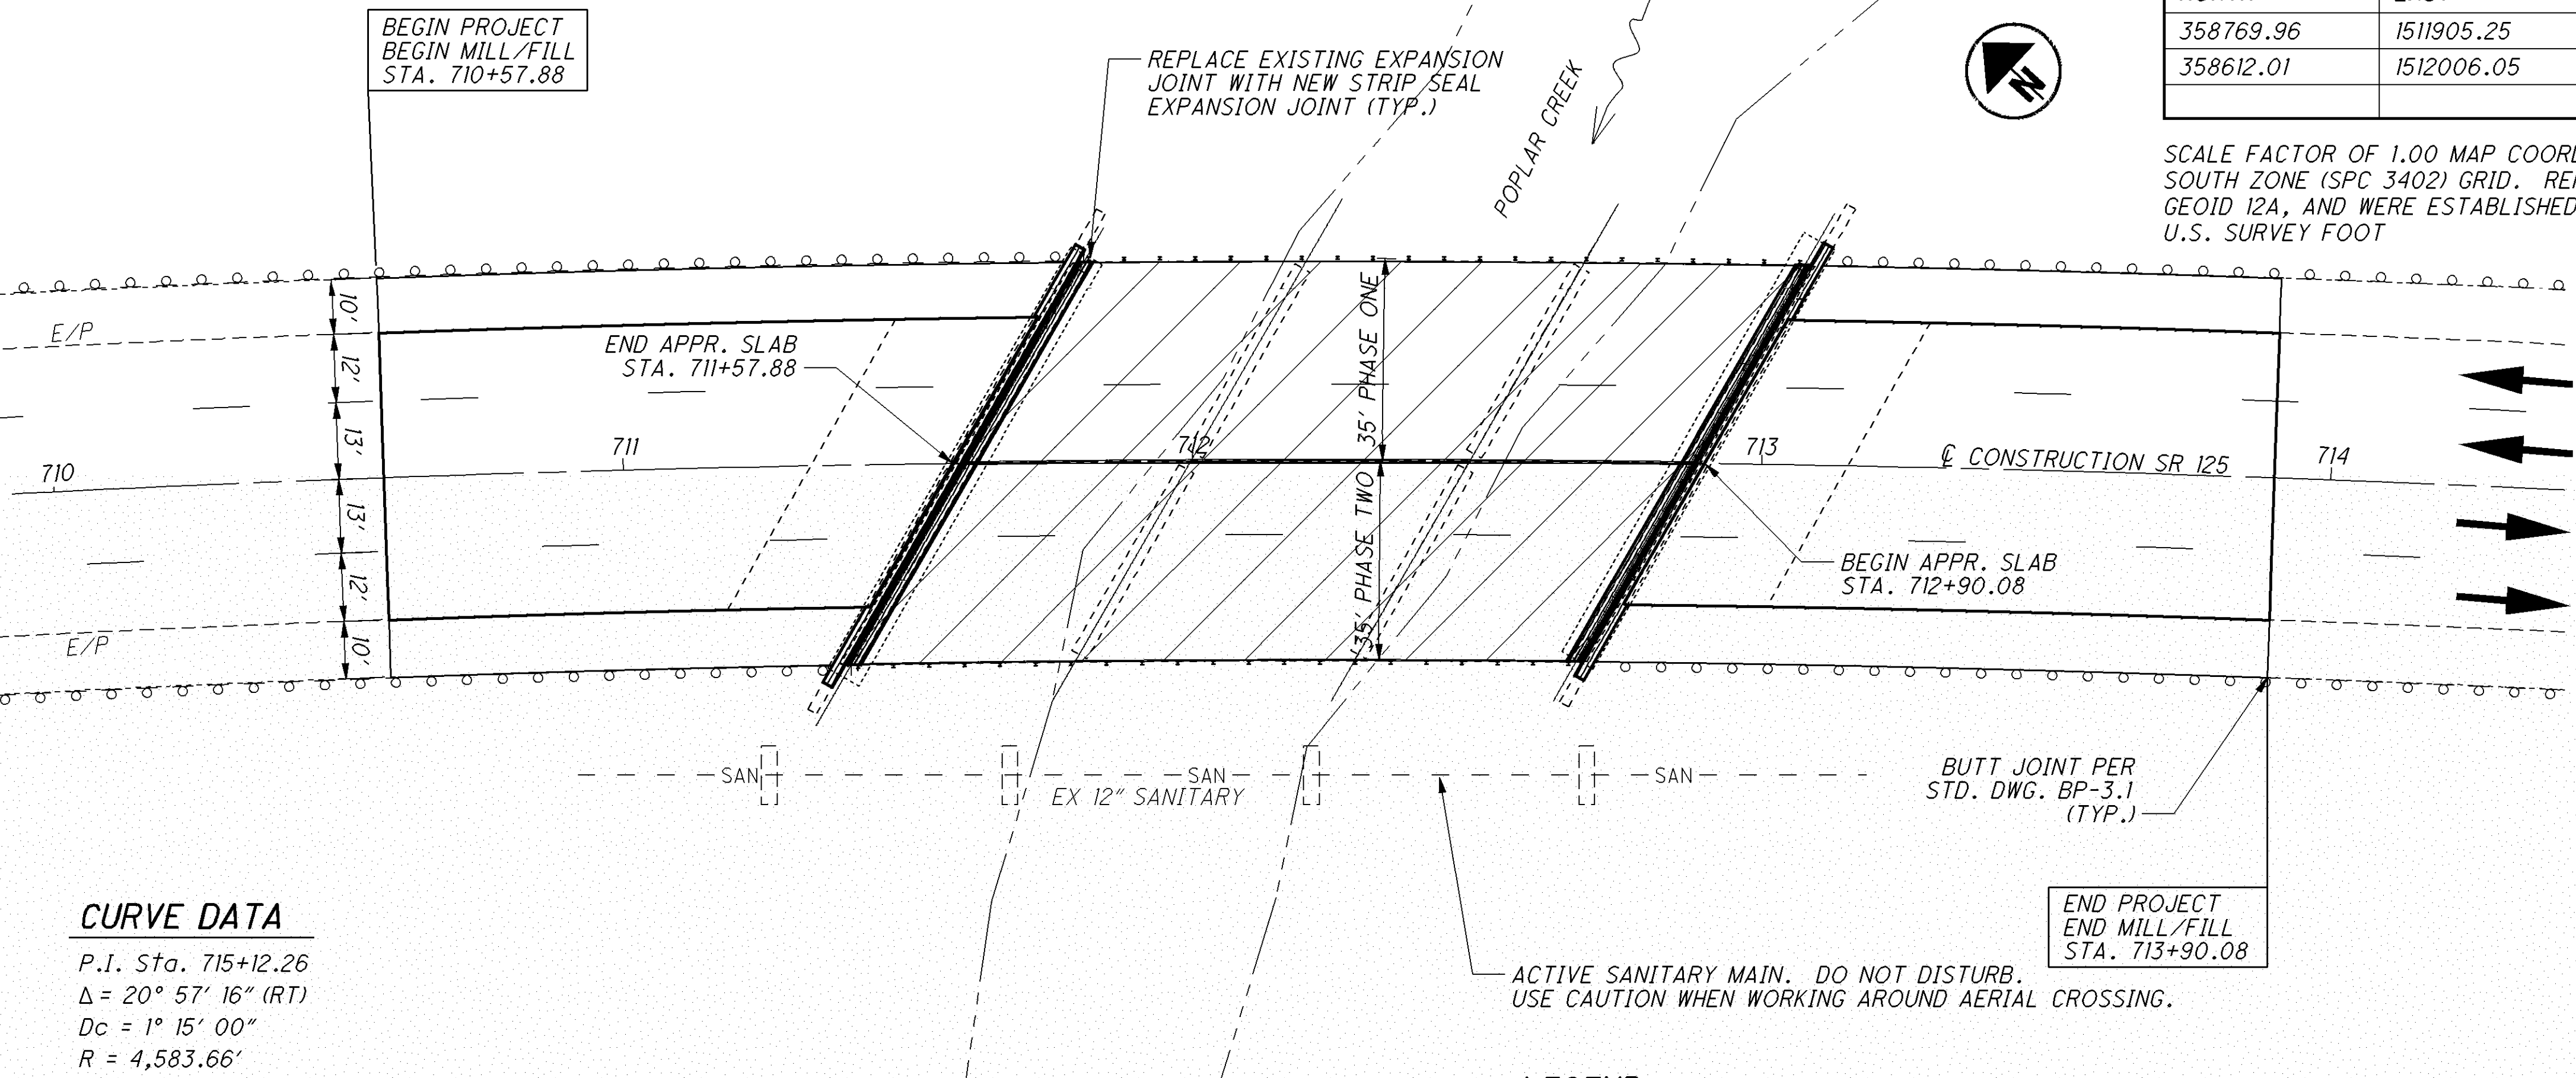 BEGIN PROJECT
BEGIN MILL/FILL
STA. 710+57.88
REPLACE EXISTING EXPANSION
JOINT WITH NEW STRIP SEAL
EXPANSION JOINT (TYP.)
POPLAR CREEK
N
358769.96 1511905.25
358612.01 1512006.05
SCALE FACTOR OF 1.00 MAP
SOUTH ZONE (SPC 3402) GRID.
GEOID 12A, AND WERE ESTABLISHED
U.S. SURVEY FOOT
10'
E/P
12'
13'
13'
12'
10'
E/P
END APPR. SLAB
STA. 711+57.88
35' PHASE ONE
35' PHASE TWO
710
711
712
713
714
℄ CONSTRUCTION SR 125
BEGIN APPR. SLAB
STA. 712+90.08
SAN
SAN
SAN
EX 12" SANITARY
BUTT JOINT PER
STD. DWG. BP-3.1
(TYP.)
END PROJECT
END MILL/FILL
STA. 713+90.08
ACTIVE SANITARY MAIN. DO NOT DISTURB.
USE CAUTION WHEN WORKING AROUND AERIAL CROSSING.
CURVE DATA
P.I. Sta. 715+12.26
Δ = 20° 57' 16" (RT)
Dc = 1° 15' 00"
R = 4,583.66'